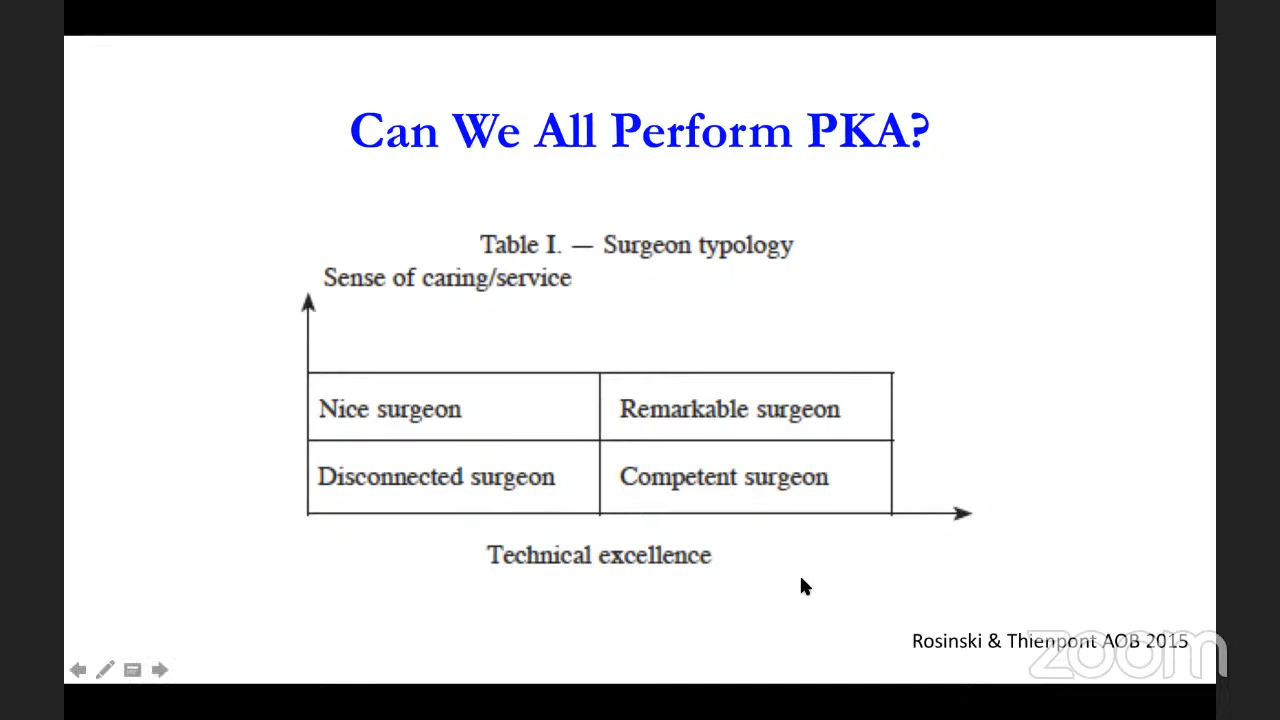 Can We All Perform PKA?
Table I. — Surgeon typology
Sense of caring/service
Nice surgeon
Remarkable surgeon
Disconnected surgeon
Competent surgeon
Technical excellence
Rosinski & Thienpont AOB 2015
zoom